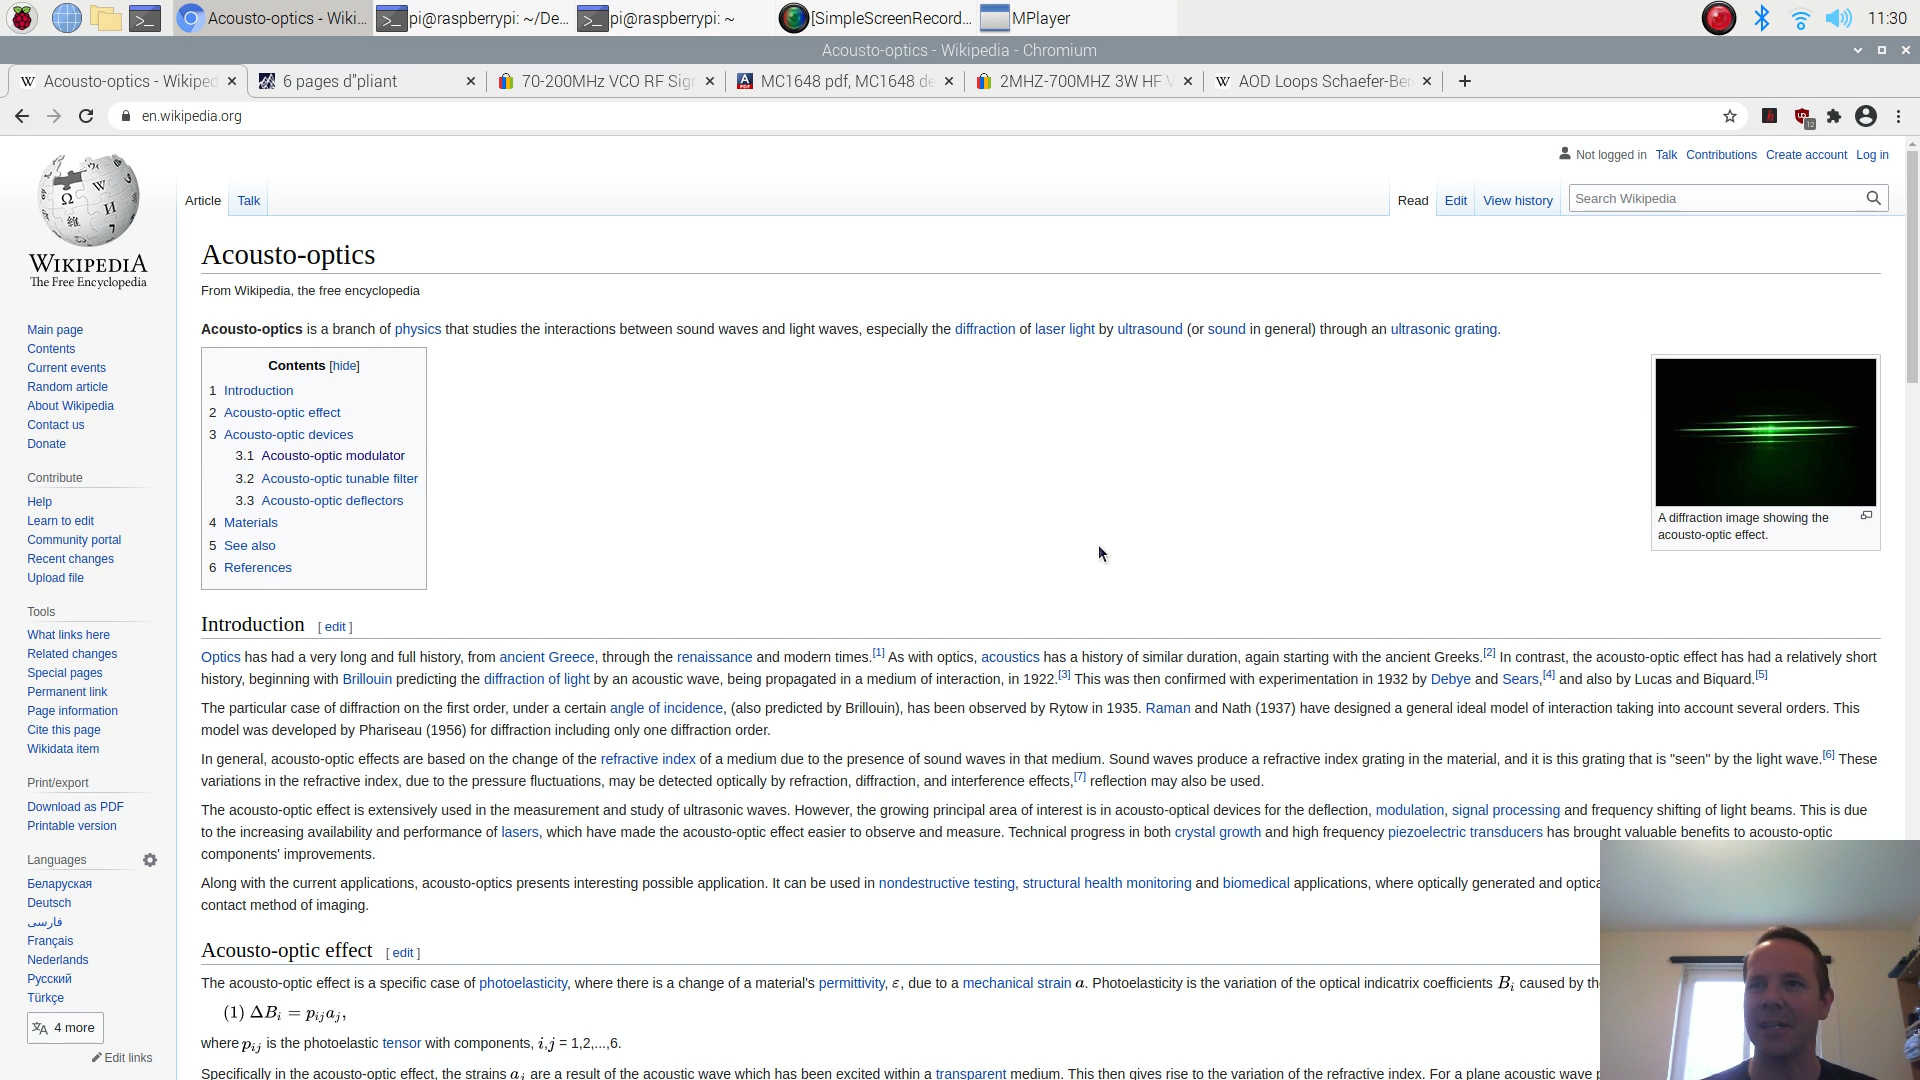 Acousto-optics - Wiki...
pi@raspberrypi: ~/De...
pi@raspberrypi: ~
[SimpleScreenRecord...
MPlayer
11:30
Acousto-optics - Wikipedia - Chromium
Acousto-optics - Wikiped
6 pages d"pliant
70-200MHz VCO RF Sig
MC1648 pdf, MC1648 de
2MHZ-700MHZ 3W HF V
AOD Loops Schaefer-Ber
en.wikipedia.org
12
Not logged in Talk Contributions Create account Log in
Article Talk
Read Edit View history
Search Wikipedia
WIKIPEDIA
The Free Encyclopedia
Main page
Contents
Current events
Random article
About Wikipedia
Contact us
Donate
Contribute
Help
Learn to edit
Community portal
Recent changes
Upload file
Tools
What links here
Related changes
Special pages
Permanent link
Page information
Cite this page
Wikidata item
Print/export
Download as PDF
Printable version
Languages
Беларуская
Deutsch
فارسی
Français
Nederlands
Русский
Türkçe
4 more
Edit links
Acousto-optics
From Wikipedia, the free encyclopedia
Acousto-optics is a branch of physics that studies the interactions between sound waves and light waves, especially the diffraction of laser light by ultrasound (or sound in general) through an ultrasonic grating.
Contents [hide]
1 Introduction
2 Acousto-optic effect
3 Acousto-optic devices
3.1 Acousto-optic modulator
3.2 Acousto-optic tunable filter
3.3 Acousto-optic deflectors
4 Materials
5 See also
6 References
A diffraction image showing the
acousto-optic effect.
Introduction [ edit ]
Optics has had a very long and full history, from ancient Greece, through the renaissance and modern times.[1] As with optics, acoustics has a history of similar duration, again starting with the ancient Greeks.[2] In contrast, the acousto-optic effect has had a relatively short
history, beginning with Brillouin predicting the diffraction of light by an acoustic wave, being propagated in a medium of interaction, in 1922.[3] This was then confirmed with experimentation in 1932 by Debye and Sears,[4] and also by Lucas and Biquard.[5]
The particular case of diffraction on the first order, under a certain angle of incidence, (also predicted by Brillouin), has been observed by Rytow in 1935. Raman and Nath (1937) have designed a general ideal model of interaction taking into account several orders. This
model was developed by Phariseau (1956) for diffraction including only one diffraction order.
In general, acousto-optic effects are based on the change of the refractive index of a medium due to the presence of sound waves in that medium. Sound waves produce a refractive index grating in the material, and it is this grating that is "seen" by the light wave.[6] These
variations in the refractive index, due to the pressure fluctuations, may be detected optically by refraction, diffraction, and interference effects,[7] reflection may also be used.
The acousto-optic effect is extensively used in the measurement and study of ultrasonic waves. However, the growing principal area of interest is in acousto-optical devices for the deflection, modulation, signal processing and frequency shifting of light beams. This is due
to the increasing availability and performance of lasers, which have made the acousto-optic effect easier to observe and measure. Technical progress in both crystal growth and high frequency piezoelectric transducers has brought valuable benefits to acousto-optic
components' improvements.
Along with the current applications, acousto-optics presents interesting possible application. It can be used in nondestructive testing, structural health monitoring and biomedical applications, where optically generated and optica
contact method of imaging.
Acousto-optic effect [ edit ]
The acousto-optic effect is a specific case of photoelasticity, where there is a change of a material's permittivity, ε, due to a mechanical strain a. Photoelasticity is the variation of the optical indicatrix coefficients Bi caused by th
(1) ΔBi = pijaj,
where pij is the photoelastic tensor with components, i,j = 1,2,...,6.
Specifically in the acousto-optic effect, the strains aj are a result of the acoustic wave which has been excited within a transparent medium. This then gives rise to the variation of the refractive index. For a plane acoustic wave p